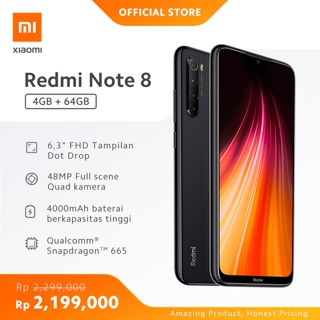 OFFICIAL STORE
mi
xiaomi
Redmi Note 8
4GB + 64GB
6,3" FHD Tampilan
Dot Drop
48MP Full scene
Quad kamera
4000mAh baterai
berkapasitas tinggi
Qualcomm®
Snapdragon™ 665
Redmi
Redmi
Rp 2,299,000
Rp 2,199,000
Amazing Product, Honest Pricing